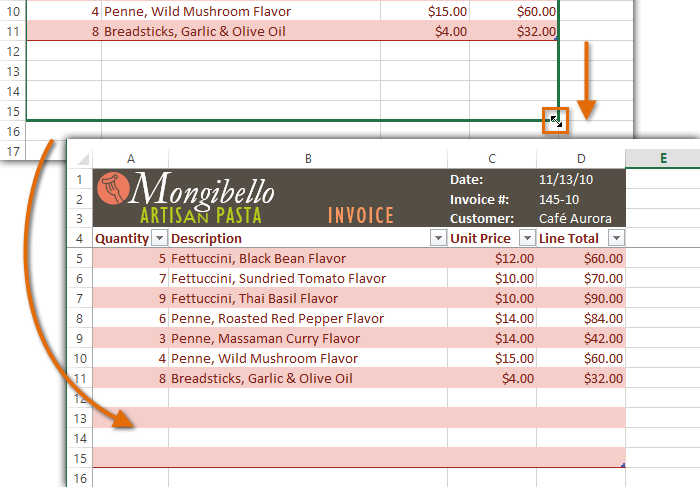 10 4 Penne, Wild Mushroom Flavor $15.00 $60.00
11 8 Breadsticks, Garlic & Olive Oil $4.00 $32.00
12
13
14
15
16
17
A B C D E
1 Mongibello Date: 11/13/10
2 ARTISAN PASTA INVOICE Invoice #: 145-10
3 Customer: Café Aurora
4 Quantity Description Unit Price Line Total
5 5 Fettuccini, Black Bean Flavor $12.00 $60.00
6 7 Fettuccini, Sundried Tomato Flavor $10.00 $70.00
7 9 Fettuccini, Thai Basil Flavor $10.00 $90.00
8 6 Penne, Roasted Red Pepper Flavor $14.00 $84.00
9 3 Penne, Massaman Curry Flavor $14.00 $42.00
10 4 Penne, Wild Mushroom Flavor $15.00 $60.00
11 8 Breadsticks, Garlic & Olive Oil $4.00 $32.00
12
13
14
15
16